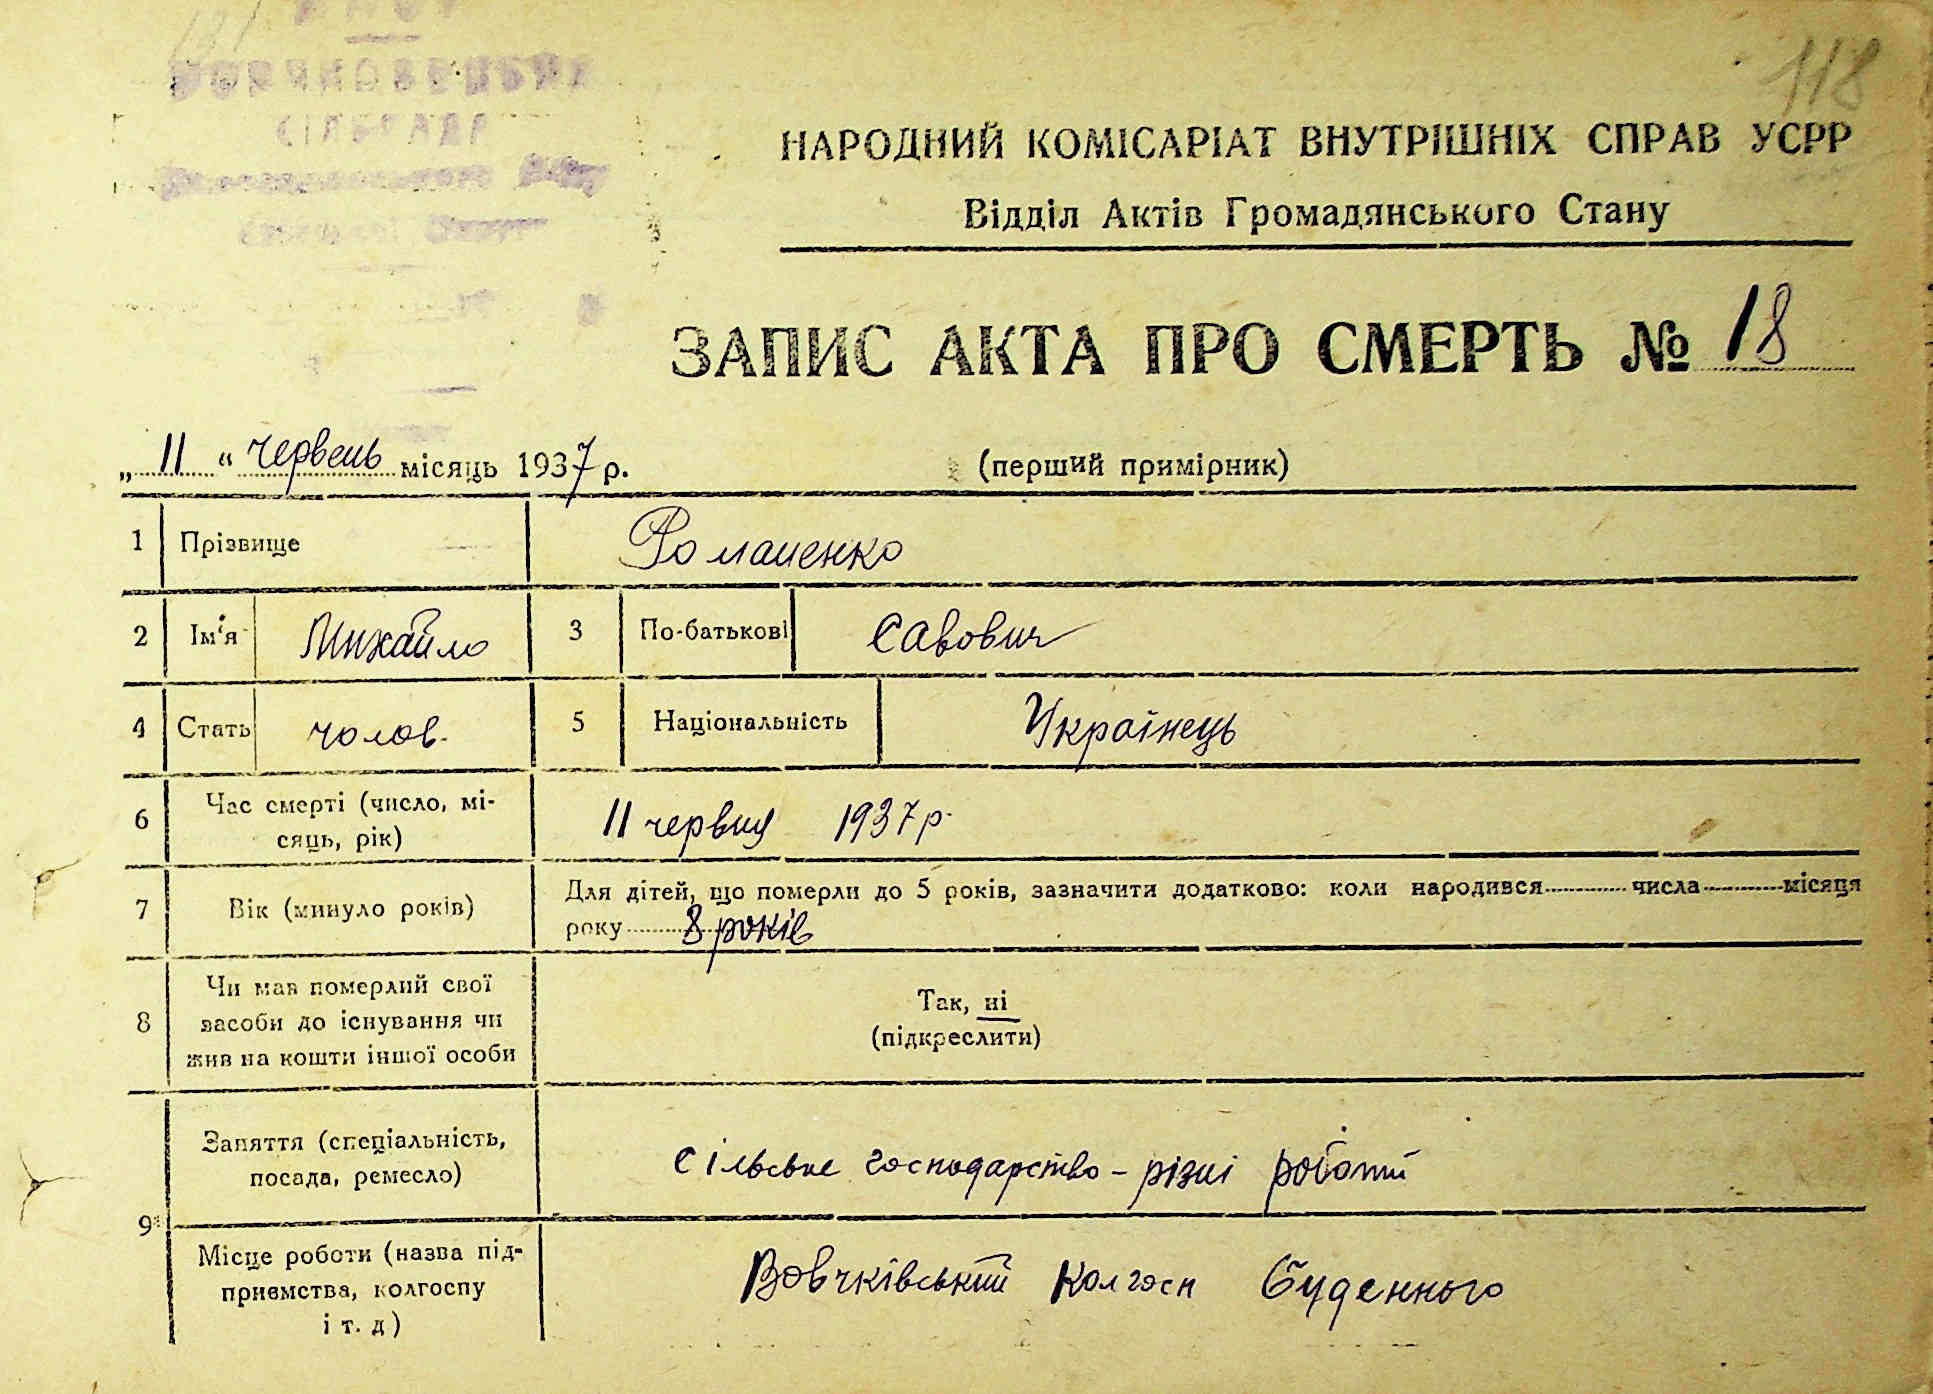 118
СІЛЬРАДА
НАРОДНИЙ КОМІСАРІАТ ВНУТРІШНІХ СПРАВ УСРР
Відділ Актів Громадянського Стану
ЗАПИС АКТА ПРО СМЕРТЬ № 18
„ 11 “ червень місяць 1937 р. (перший примірник)
1 Прізвище Романенко
2 Ім'я Михайло 3 По-батькові Савович
4 Стать чолов. 5 Національність Українець
6 Час смерті (число, мі-
сяць, рік) 11 червня 1937 р.
7 Вік (минуло років) Для дітей, що померли до 5 років, зазначити додатково: коли народився числа місяця
року 8 років
8 Чи мав померлий свої
засоби до існування чи
жив на кошти іншої особи
Так, ні
(підкреслити)
9 Заняття (спеціальність,
посада, ремесло) Сільське господарство - різні роботи
Місце роботи (назва під-
приємства, колгоспу
і т. д) Вовчківський колгосп Буденного